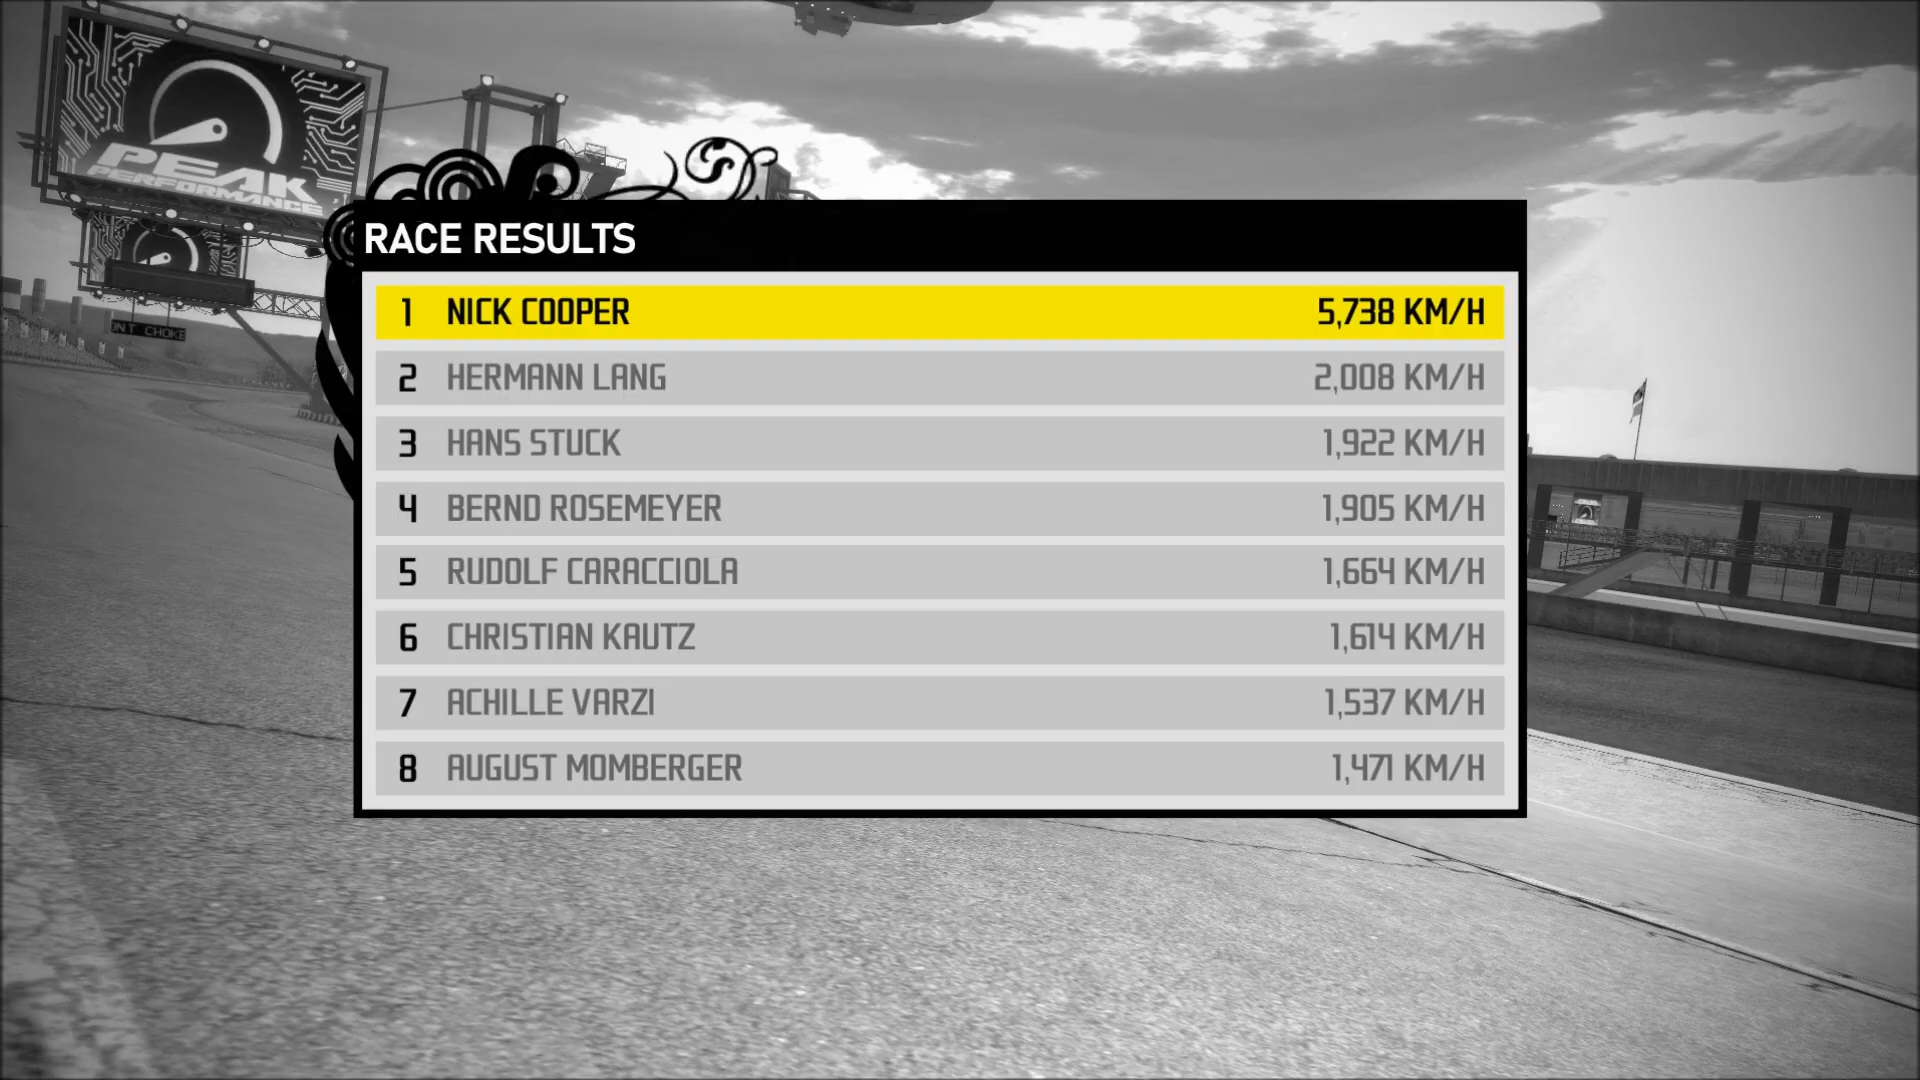 PEAK
PERFORMANCE
ONT CHOKE
RACE RESULTS
1 NICK COOPER 5,738 KM/H
2 HERMANN LANG 2,008 KM/H
3 HANS STUCK 1,922 KM/H
4 BERND ROSEMEYER 1,905 KM/H
5 RUDOLF CARACCIOLA 1,664 KM/H
6 CHRISTIAN KAUTZ 1,614 KM/H
7 ACHILLE VARZI 1,537 KM/H
8 AUGUST MOMBERGER 1,471 KM/H